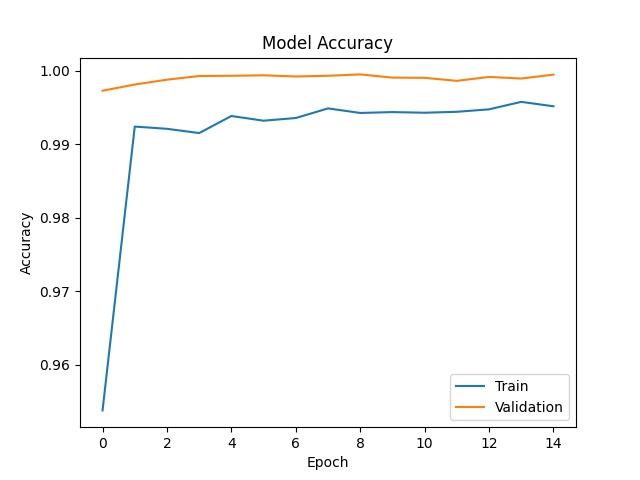 Model Accuracy
1.00
0.99
0.98
0.97
0.96
Accuracy
0 2 4 6 8 10 12 14
Epoch
Train
Validation